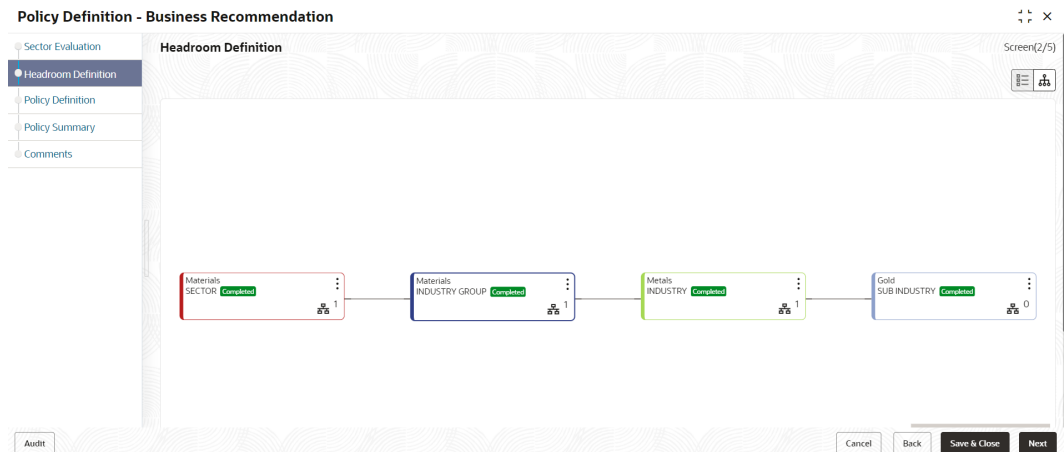 Policy Definition - Business Recommendation
Sector Evaluation
Headroom Definition
Policy Definition
Policy Summary
Comments
Headroom Definition
Screen(2/5)
Materials
SECTOR Completed
1
Materials
INDUSTRY GROUP Completed
1
Metals
INDUSTRY Completed
1
Gold
SUB INDUSTRY Completed
0
Audit
Cancel
Back
Save & Close
Next